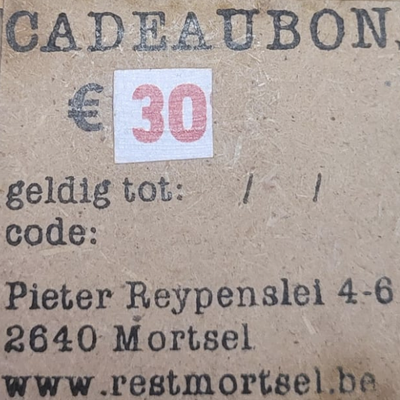 CADEAUBON.
€ 30
geldig tot: / /
code:
Pieter Reypenslei 4-6
2640 Mortsel
www.restmortsel.be